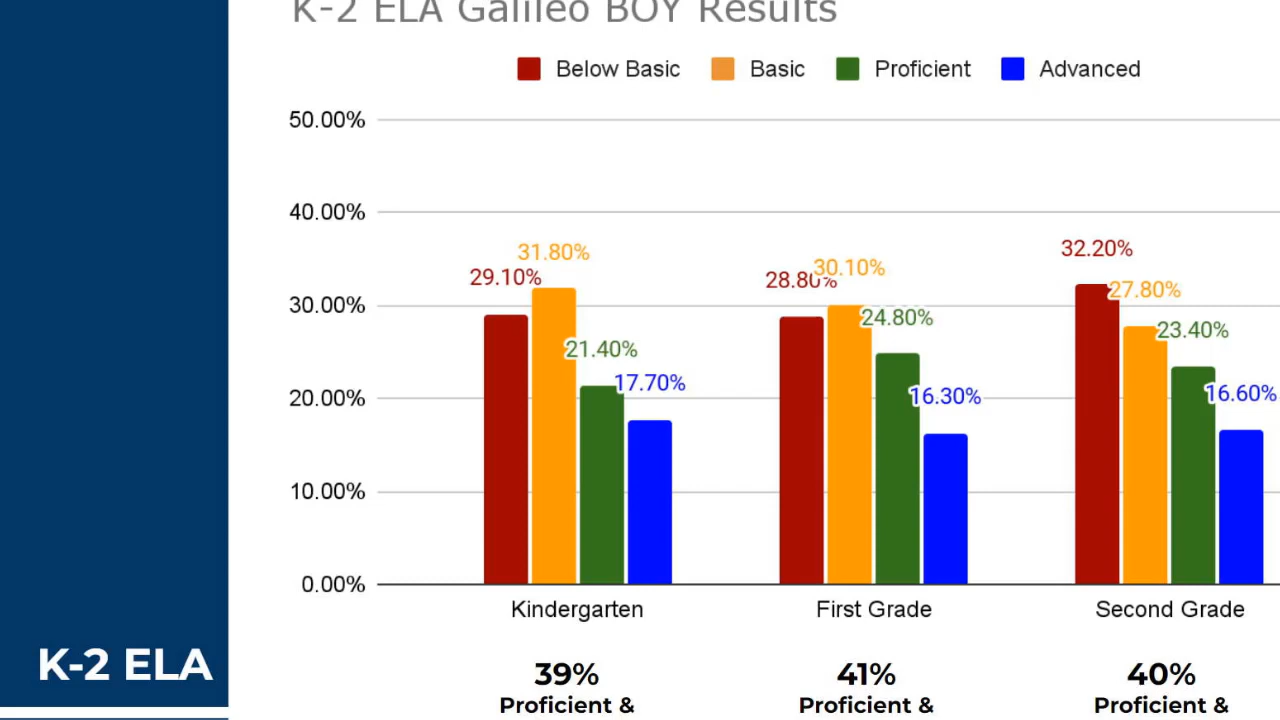 K-2 ELA Galileo BOY Results
Below Basic Basic Proficient Advanced
50.00%
40.00%
30.00%
20.00%
10.00%
0.00%
29.10% 31.80% 21.40% 17.70%
28.80% 30.10% 24.80% 16.30%
32.20% 27.80% 23.40% 16.60%
Kindergarten First Grade Second Grade
39% 41% 40%
Proficient & Proficient & Proficient &
K-2 ELA